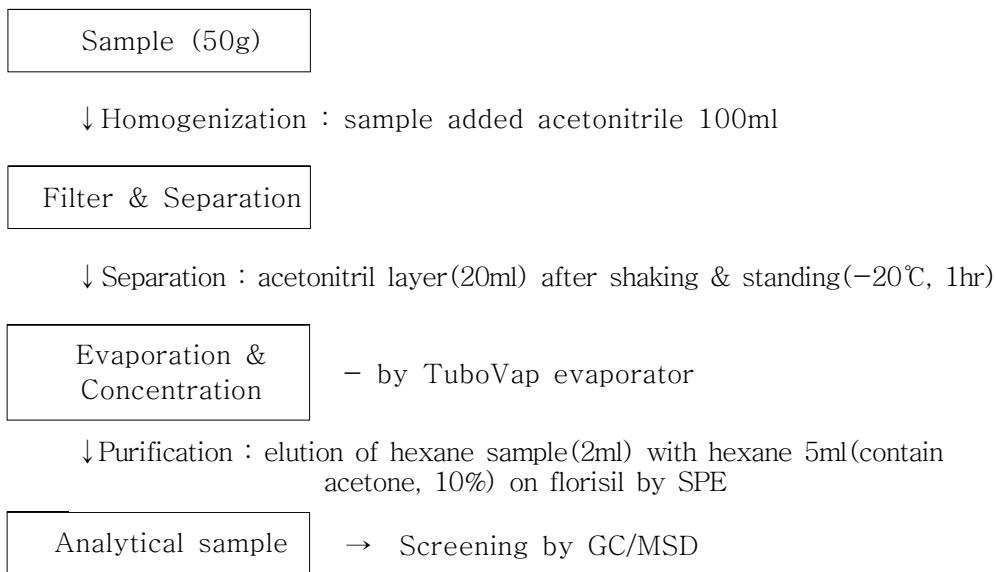 Sample (50g)
↓Homogenization : sample added acetonitrile 100ml
Filter & Separation
↓Separation : acetonitril layer(20ml) after shaking & standing(-20℃, 1hr)
Evaporation &
Concentration
- by TuboVap evaporator
↓Purification : elution of hexane sample(2ml) with hexane 5ml(contain
acetone, 10%) on florisil by SPE
Analytical sample
→ Screening by GC/MSD